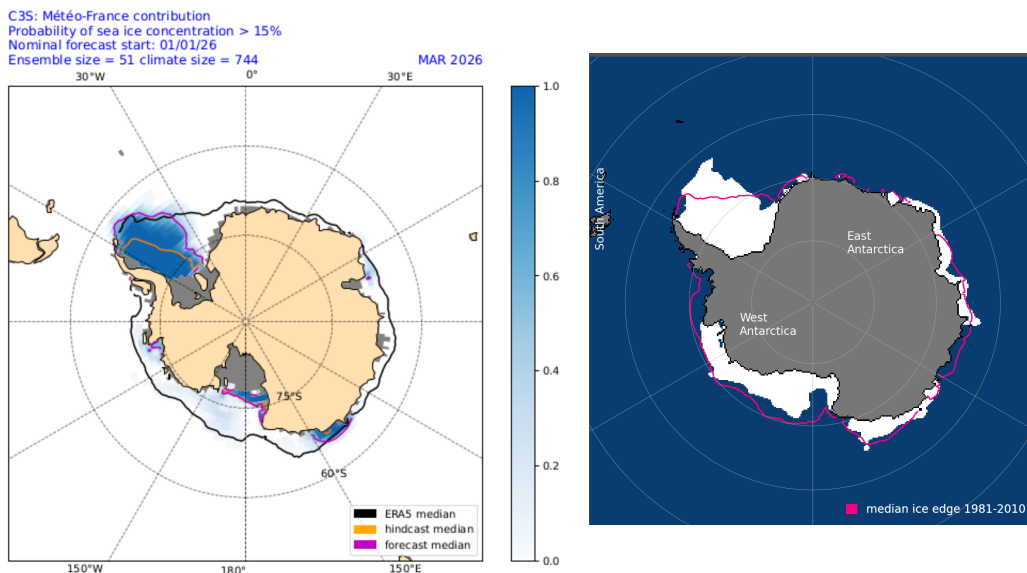 C3S: Météo-France contribution
Probability of sea ice concentration > 15%
Nominal forecast start: 01/01/26
Ensemble size = 51 climate size = 744
MAR 2026
30°W
0°
30°E
75°S
60°S
ERA5 median
hindcast median
forecast median
150°W
180°
150°E
1.0
0.8
0.6
0.4
0.2
0.0
South America
East
Antarctica
West
Antarctica
median ice edge 1981-2010